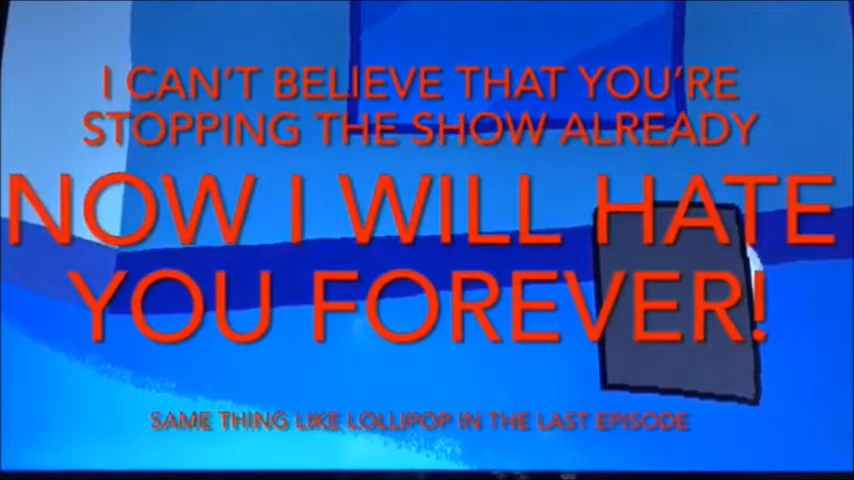 I CAN'T BELIEVE THAT YOU'RE
STOPPING THE SHOW ALREADY
NOW I WILL HATE
YOU FOREVER!
SAME THING LIKE LOLLIPOP IN THE LAST EPISODE